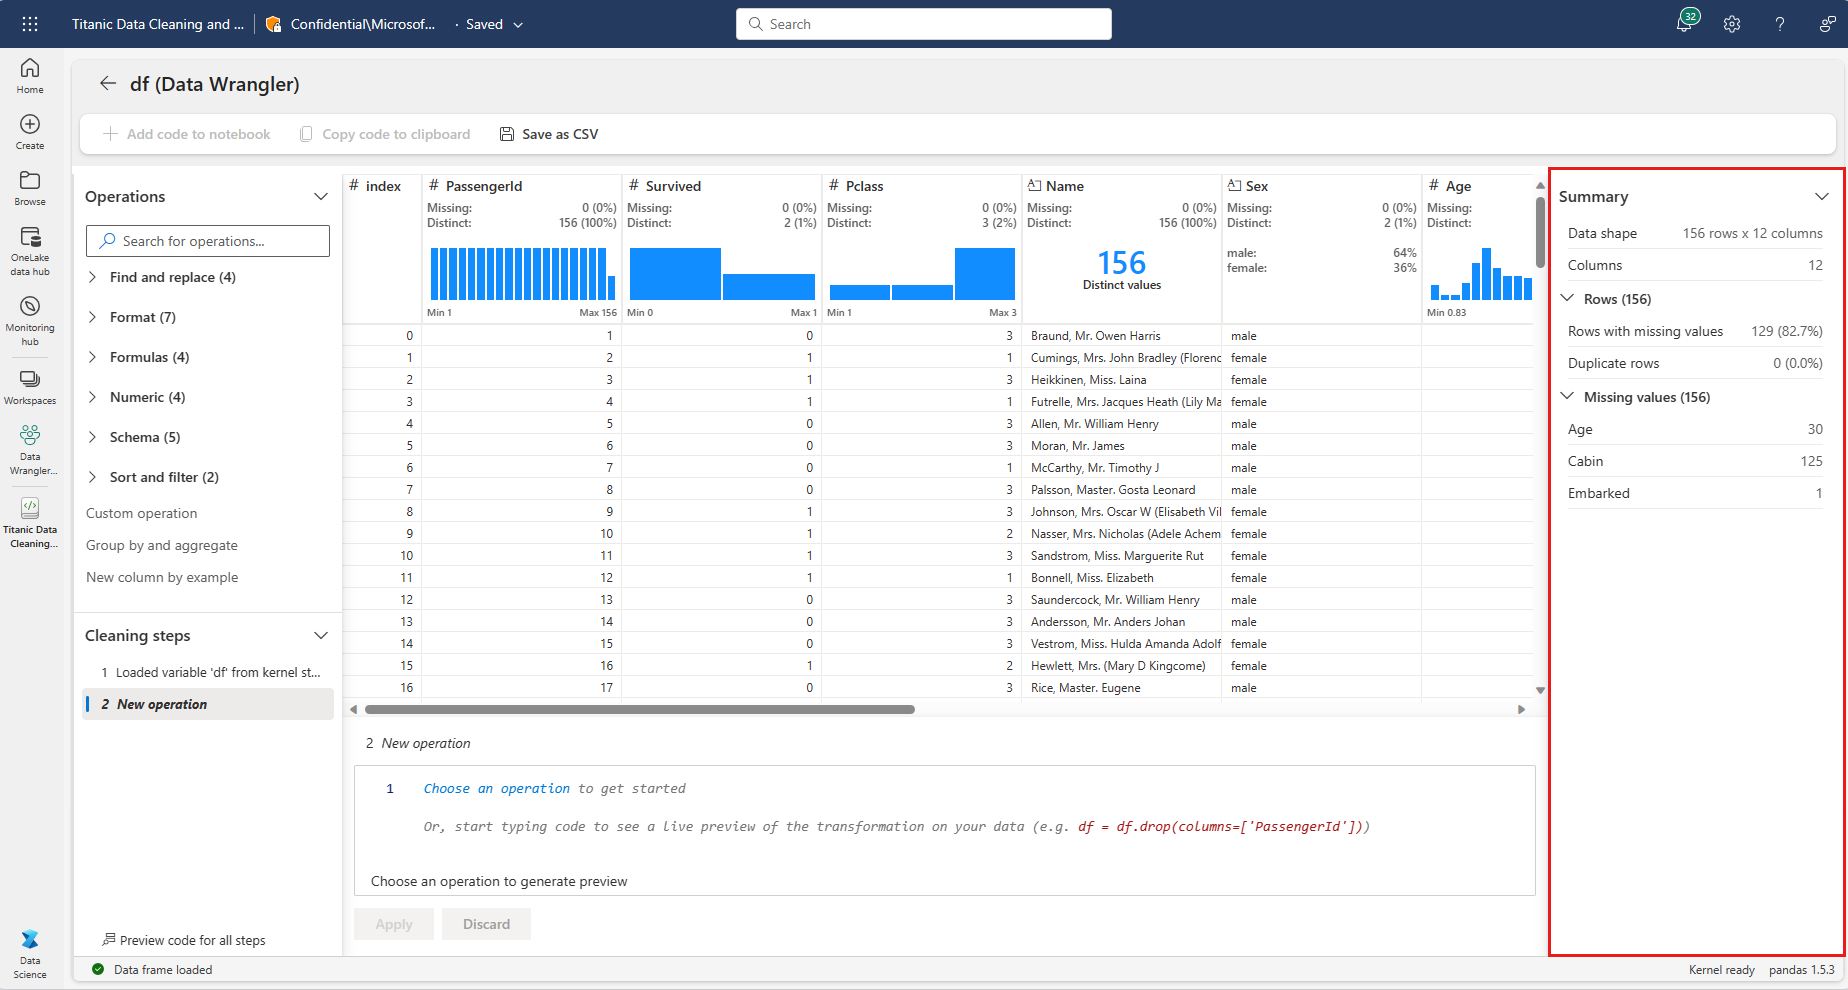 Titanic Data Cleaning and ...
Confidential\Microsof...
· Saved
Search
32
?
Home
Create
Browse
OneLake
data hub
Monitoring
hub
Workspaces
Data
Wrangler...
Titanic Data
Cleaning...
Data
Science
df (Data Wrangler)
Add code to notebook
Copy code to clipboard
Save as CSV
Operations
Search for operations...
Find and replace (4)
Format (7)
Formulas (4)
Numeric (4)
Schema (5)
Sort and filter (2)
Custom operation
Group by and aggregate
New column by example
Cleaning steps
1 Loaded variable 'df' from kernel st...
2 New operation
Preview code for all steps
# index # PassengerId # Survived # Pclass A Name A Sex # Age
Missing: 0 (0%) Missing: 0 (0%) Missing: 0 (0%) Missing: 0 (0%) Missing: 0 (0%) Missing:
Distinct: 156 (100%) Distinct: 2 (1%) Distinct: 3 (2%) Distinct: 156 (100%) Distinct: 2 (1%) Distinct:
156
Distinct values
male: 64%
female: 36%
Min 1 Max 156 Min 0 Max 1 Min 1 Max 3 Min 0.83
0 1 0 3 Braund, Mr. Owen Harris male
1 2 1 1 Cumings, Mrs. John Bradley (Florenc female
2 3 1 3 Heikkinen, Miss. Laina female
3 4 1 1 Futrelle, Mrs. Jacques Heath (Lily Ma female
4 5 0 3 Allen, Mr. William Henry male
5 6 0 3 Moran, Mr. James male
6 7 0 1 McCarthy, Mr. Timothy J male
7 8 0 3 Palsson, Master. Gosta Leonard male
8 9 1 3 Johnson, Mrs. Oscar W (Elisabeth Vil female
9 10 1 2 Nasser, Mrs. Nicholas (Adele Achem female
10 11 1 3 Sandstrom, Miss. Marguerite Rut female
11 12 1 1 Bonnell, Miss. Elizabeth female
12 13 0 3 Saundercock, Mr. William Henry male
13 14 0 3 Andersson, Mr. Anders Johan male
14 15 0 3 Vestrom, Miss. Hulda Amanda Adolf female
15 16 1 2 Hewlett, Mrs. (Mary D Kingcome) female
16 17 0 3 Rice, Master. Eugene male
2 New operation
1 Choose an operation to get started
Or, start typing code to see a live preview of the transformation on your data (e.g. df = df.drop(columns=['PassengerId']))
Choose an operation to generate preview
Apply
Discard
Summary
Data shape 156 rows x 12 columns
Columns 12
Rows (156)
Rows with missing values 129 (82.7%)
Duplicate rows 0 (0.0%)
Missing values (156)
Age 30
Cabin 125
Embarked 1
Data frame loaded
Kernel ready
pandas 1.5.3